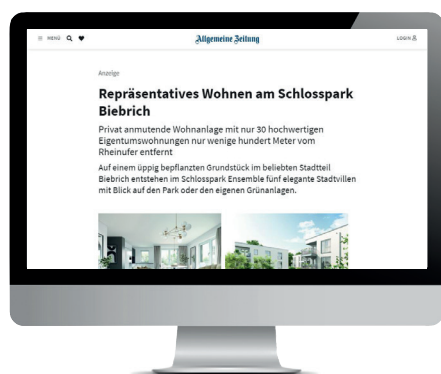 MENÜ
Allgemeine Zeitung
LOGIN
Anzeige
Repräsentatives Wohnen am Schlosspark
Biebrich
Privat anmutende Wohnanlage mit nur 30 hochwertigen
Eigentumswohnungen nur wenige hundert Meter vom
Rheinufer entfernt
Auf einem üppig bepflanzten Grundstück im beliebten Stadtteil
Biebrich entstehen im Schlosspark Ensemble fünf elegante Stadtvillen
mit Blick auf den Park oder den eigenen Grünanlagen.